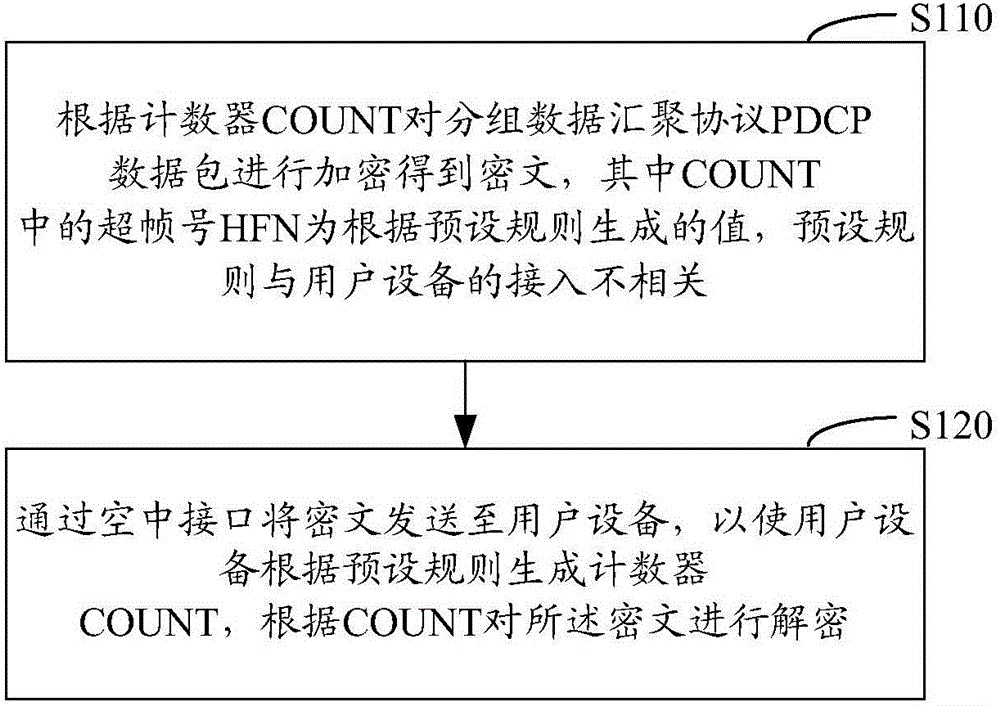 S110
根据计数器COUNT对分组数据汇聚协议PDCP
数据包进行加密得到密文，其中COUNT
中的超帧号HFN为根据预设规则生成的值，预设规
则与用户设备的接入不相关
S120
通过空中接口将密文发送至用户设备，以使用户设
备根据预设规则生成计数器
COUNT，根据COUNT对所述密文进行解密